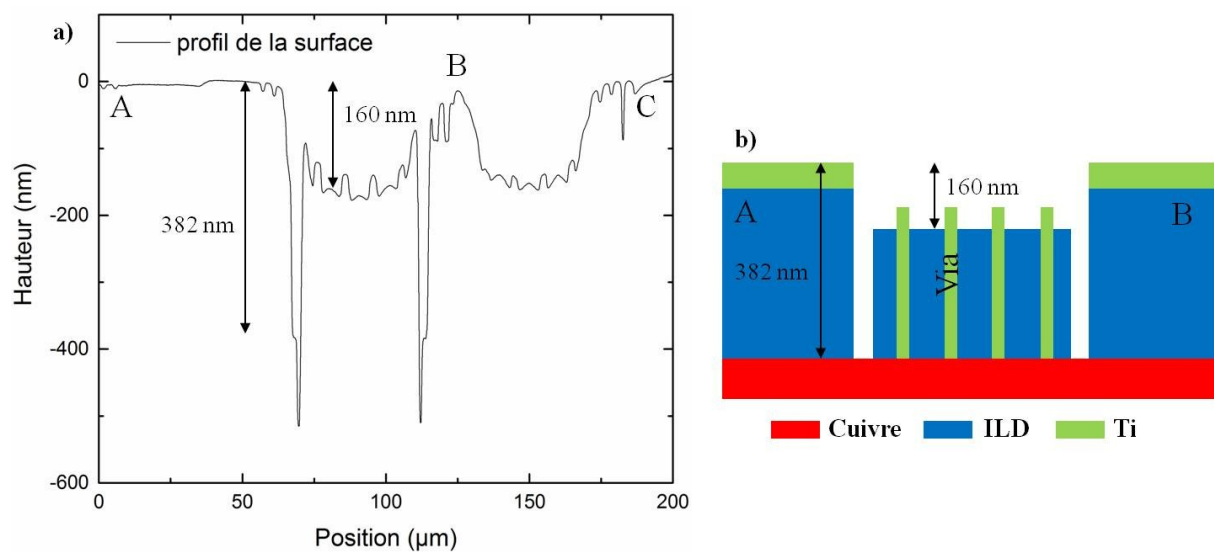 a)
profil de la surface
100
0
-200
-400
-600
Hauteur (nm)
0
50
100
150
200
Position (µm)
A
B
C
160 nm
382 nm
b)
A
B
160 nm
382 nm
Via
Cuivre
ILD
Ti